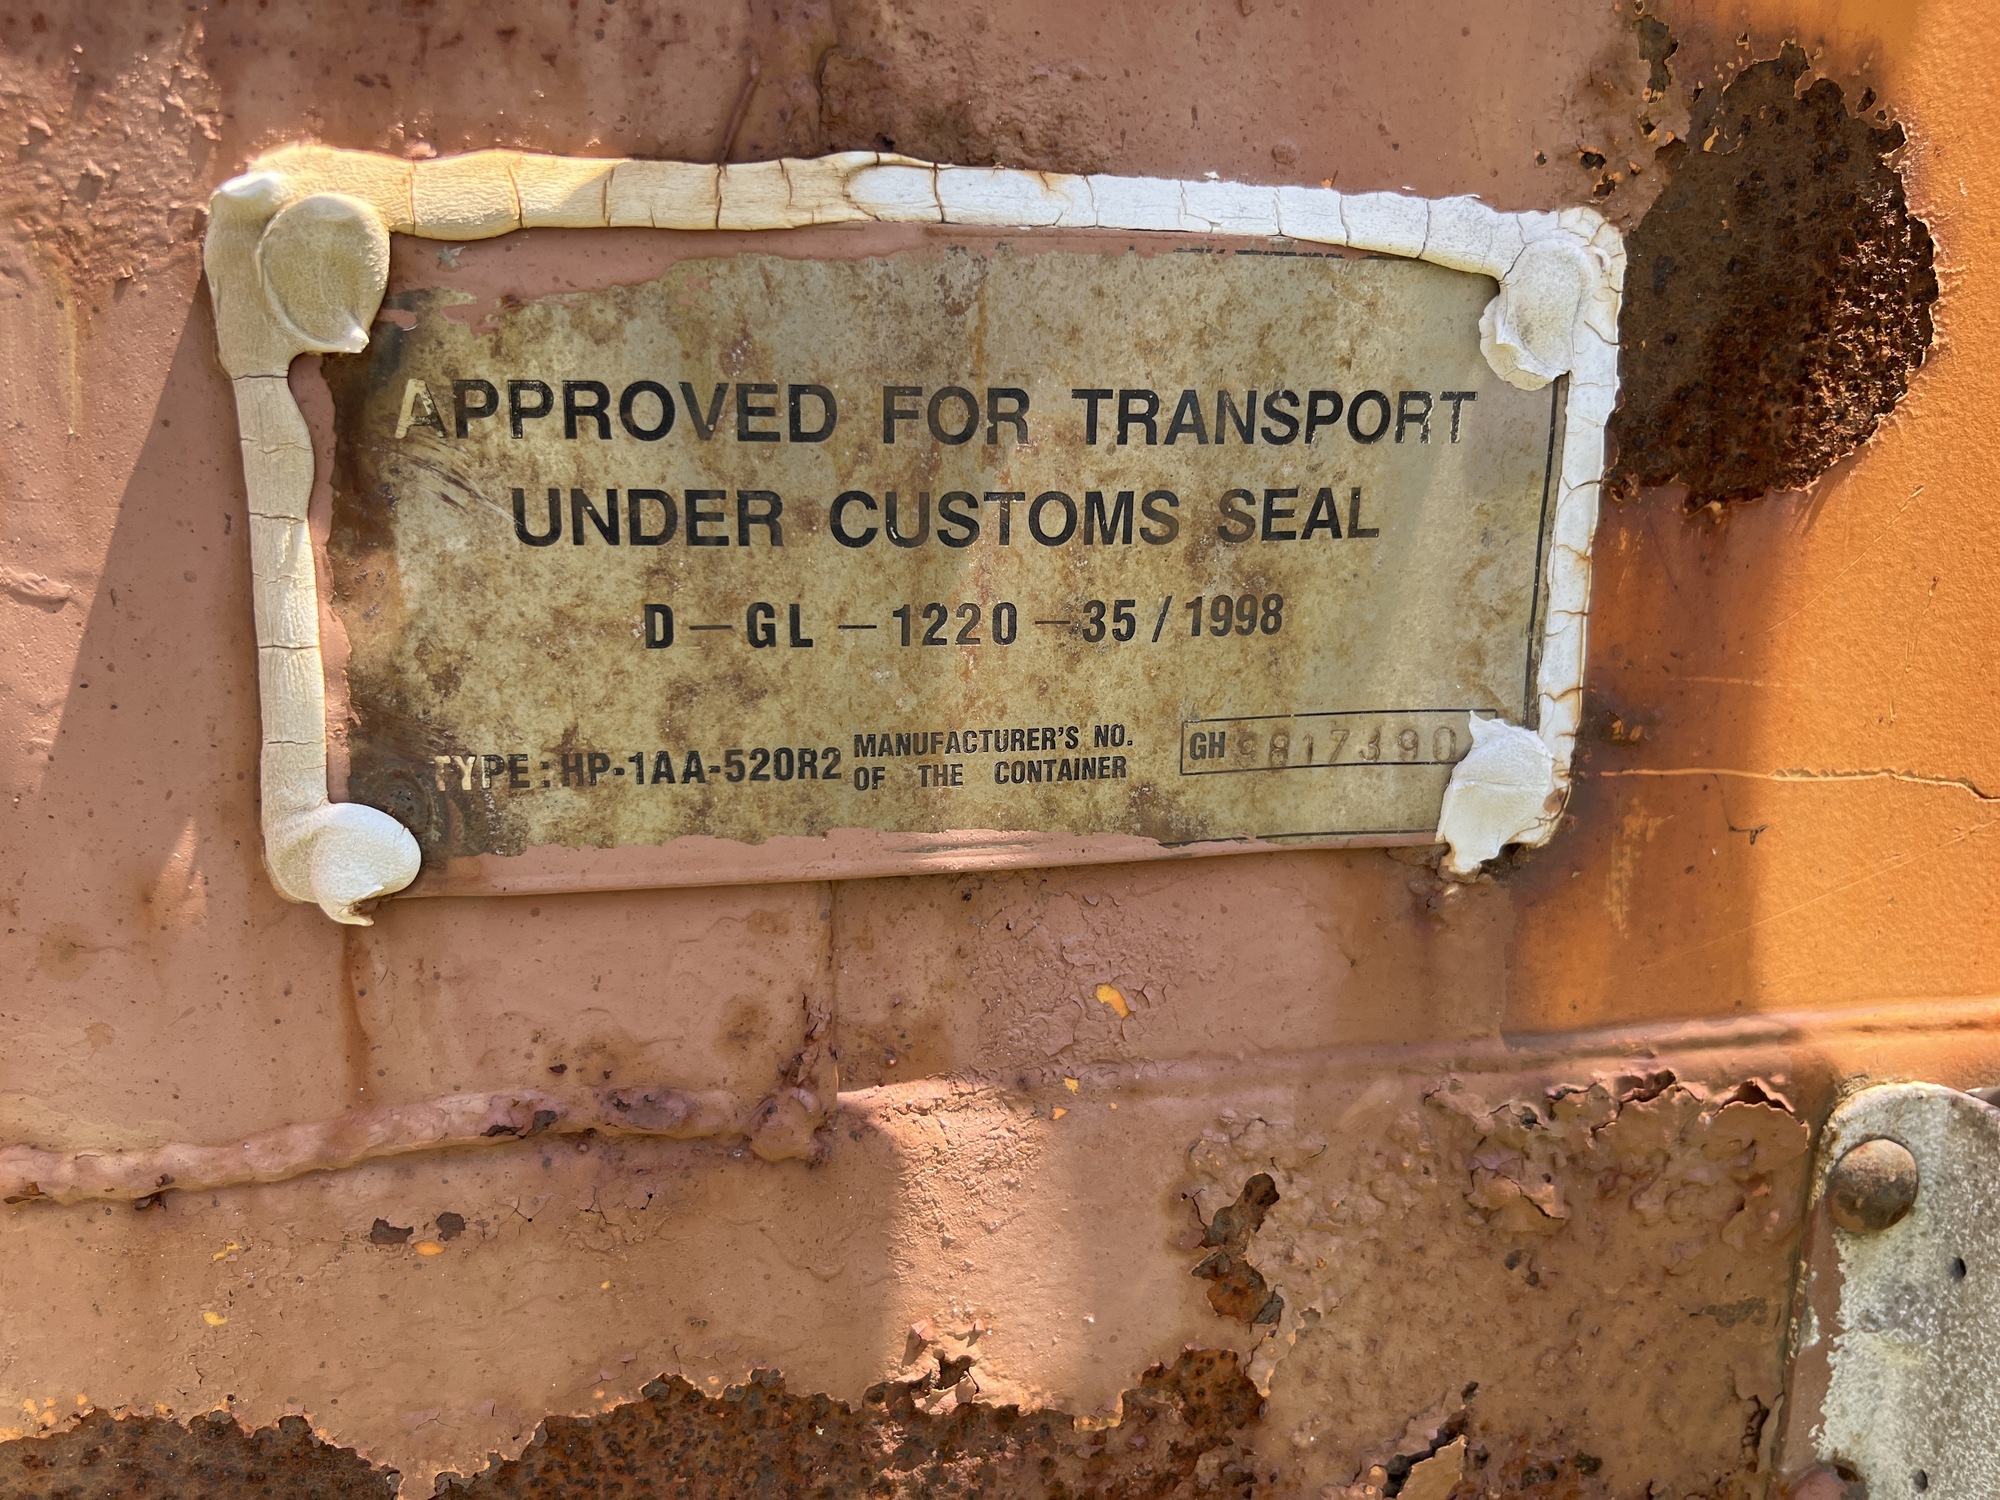 APPROVED FOR TRANSPORT
UNDER CUSTOMS SEAL
D-GL-1220-35/1998
TYPE: HP-1AA-520R2
MANUFACTURER'S NO.
OF THE CONTAINER
GH